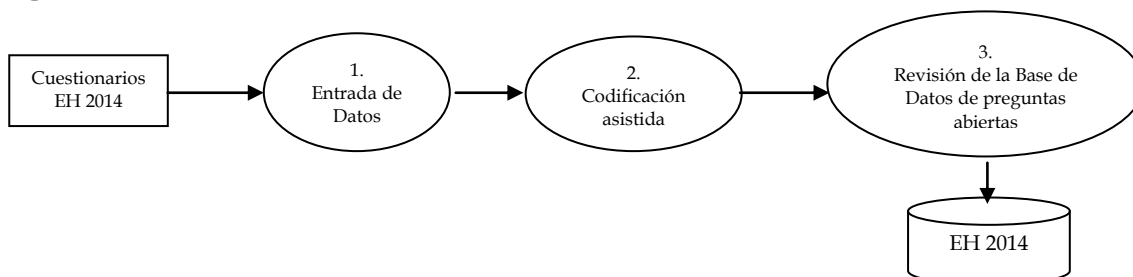 Cuestionarios
EH 2014
1.
Entrada de
Datos
2.
Codificación
asistida
3.
Revisión de la Base de
Datos de preguntas
abiertas
EH 2014